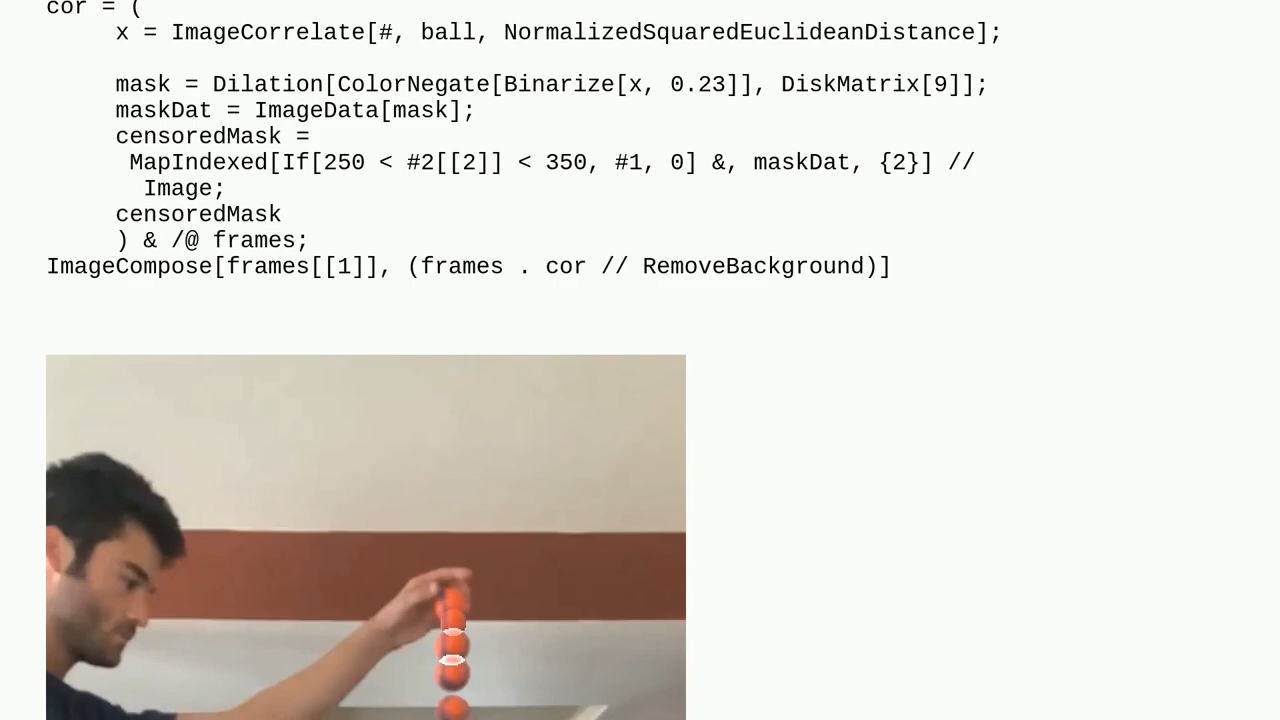 cor = (
x = ImageCorrelate[#, ball, NormalizedSquaredEuclideanDistance];
mask = Dilation[ColorNegate[Binarize[x, 0.23]], DiskMatrix[9]];
maskDat = ImageData[mask];
censoredMask =
MapIndexed[If[250 < #2[[2]] < 350, #1, 0] &, maskDat, {2}] //
Image;
censoredMask
) & /@ frames;
ImageCompose[frames[[1]], (frames . cor // RemoveBackground)]